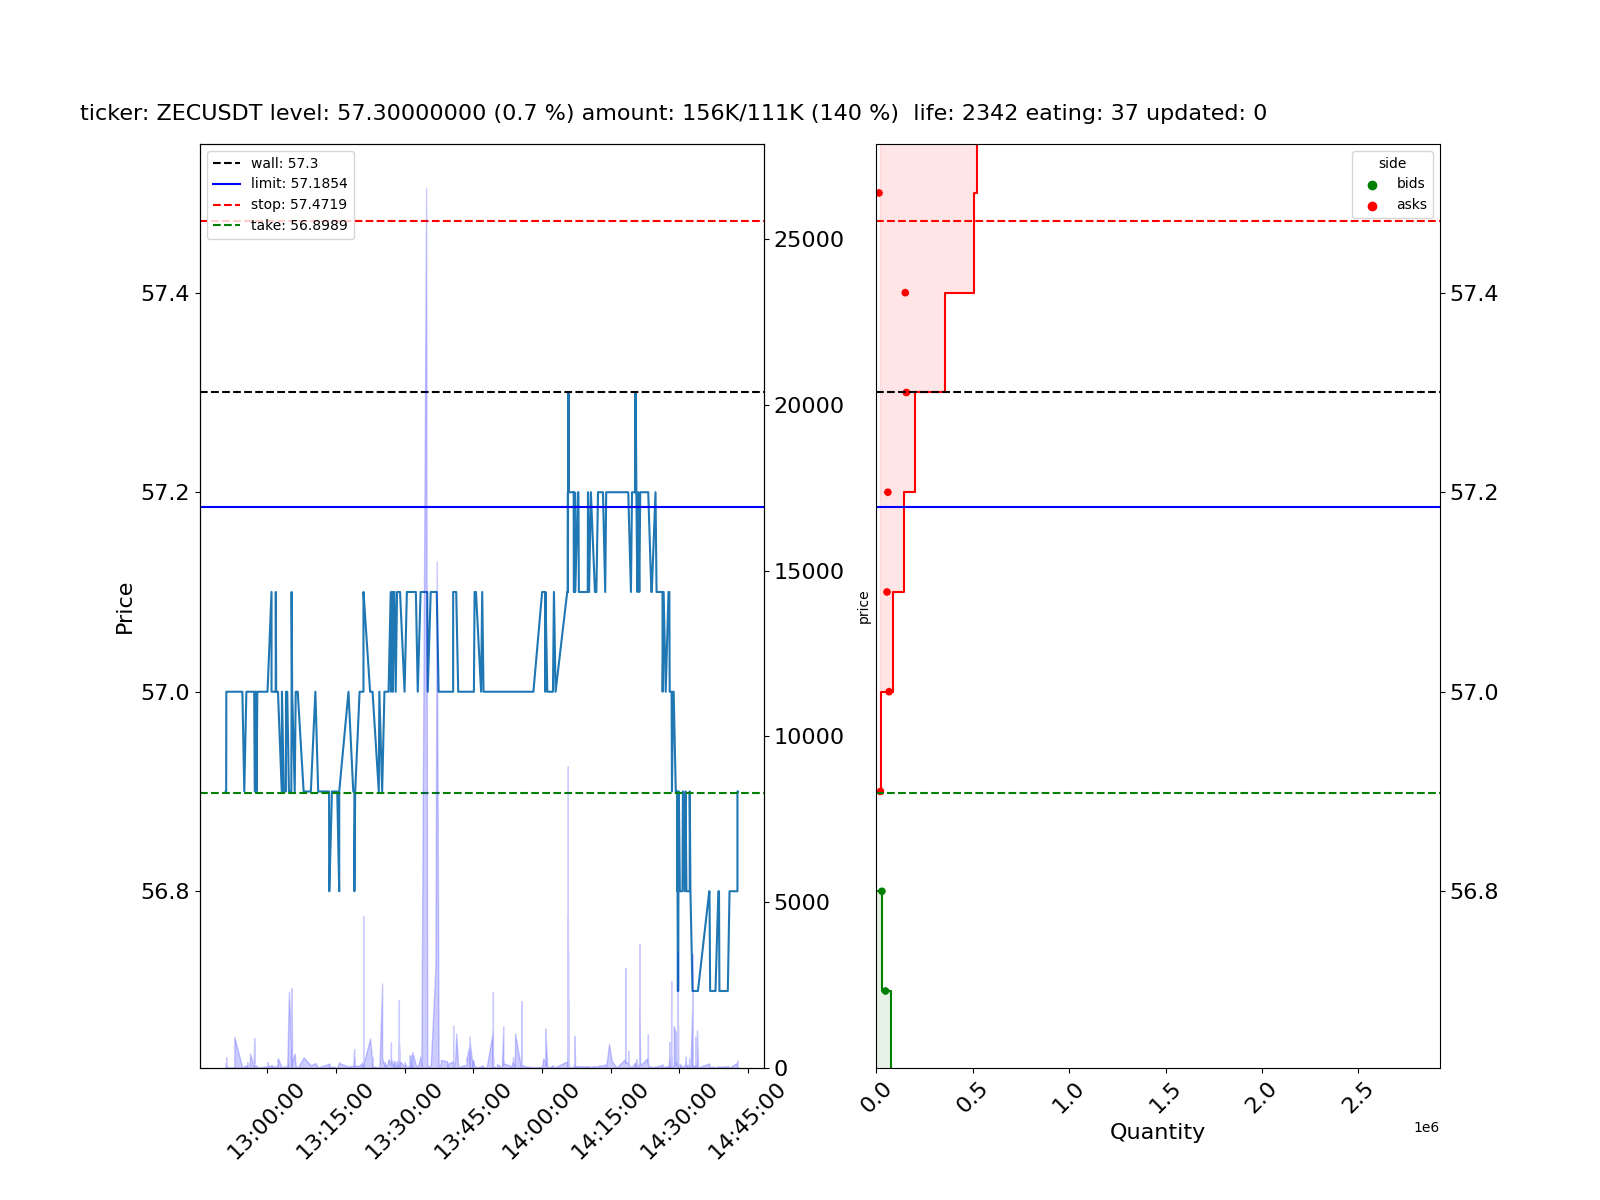 ticker: ZECUSDT level: 57.30000000 (0.7 %) amount: 156K/111K (140 %)  life: 2342 eating: 37 updated: 0
wall: 57.3
limit: 57.1854
stop: 57.4719
take: 56.8989
side
bids
asks
25000
20000
15000
10000
5000
0
57.4
57.2
57.0
56.8
Price
13:00:00
13:15:00
13:30:00
13:45:00
14:00:00
14:15:00
14:30:00
14:45:00
price
57.4
57.2
57.0
56.8
0.0
0.5
1.0
1.5
2.0
2.5
Quantity
1e6